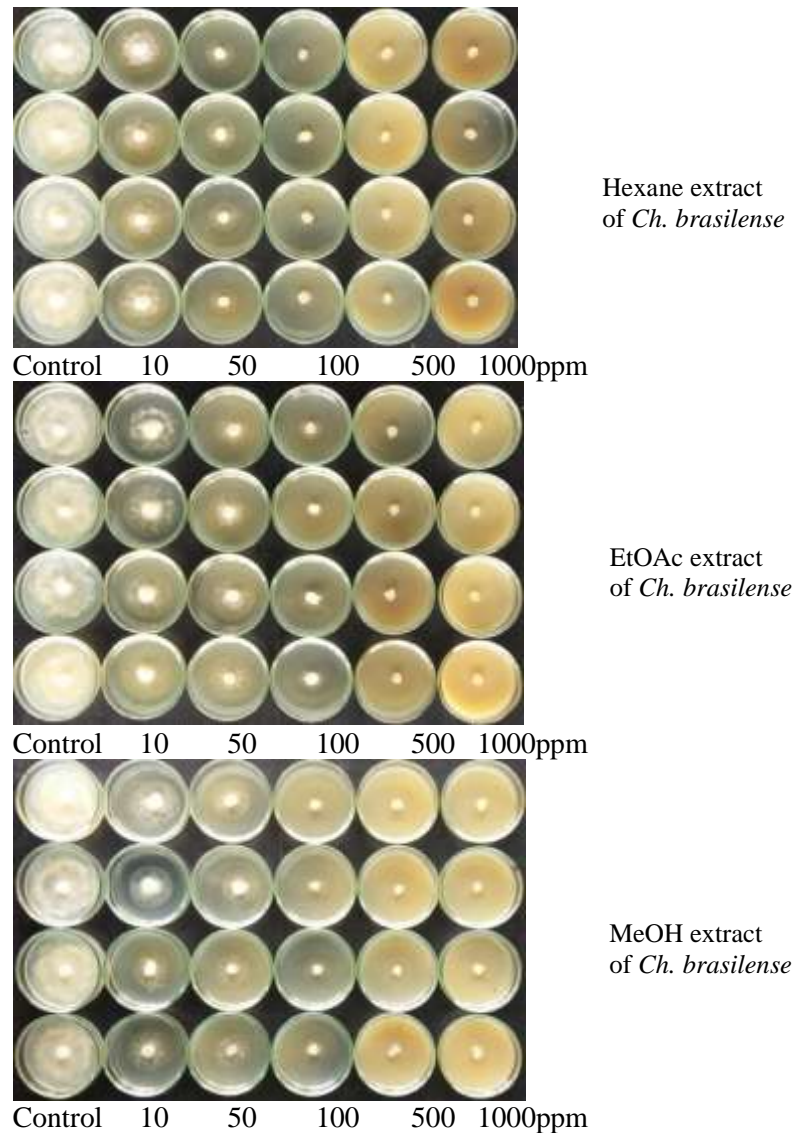 Hexane extract
of Ch. brasilense
Control 10 50 100 500 1000ppm
EtOAc extract
of Ch. brasilense
Control 10 50 100 500 1000ppm
MeOH extract
of Ch. brasilense
Control 10 50 100 500 1000ppm